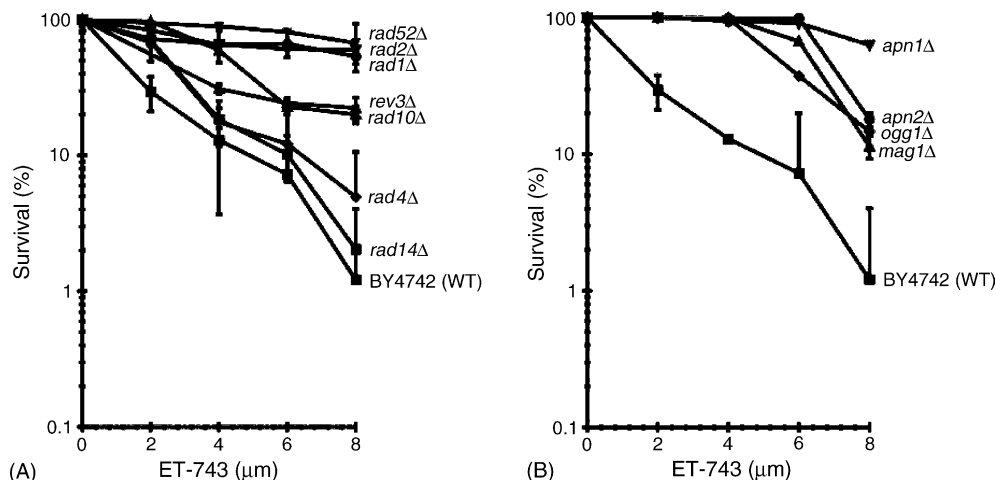 100
10
1
0.1
Survival (%)
0 2 4 6 8
ET-743 (μm)
(A)
rad52Δ
rad2Δ
rad1Δ
rev3Δ
rad10Δ
rad4Δ
rad14Δ
BY4742 (WT)
100
10
1
0.1
Survival (%)
0 2 4 6 8
ET-743 (μm)
(B)
apn1Δ
apn2Δ
ogg1Δ
mag1Δ
BY4742 (WT)